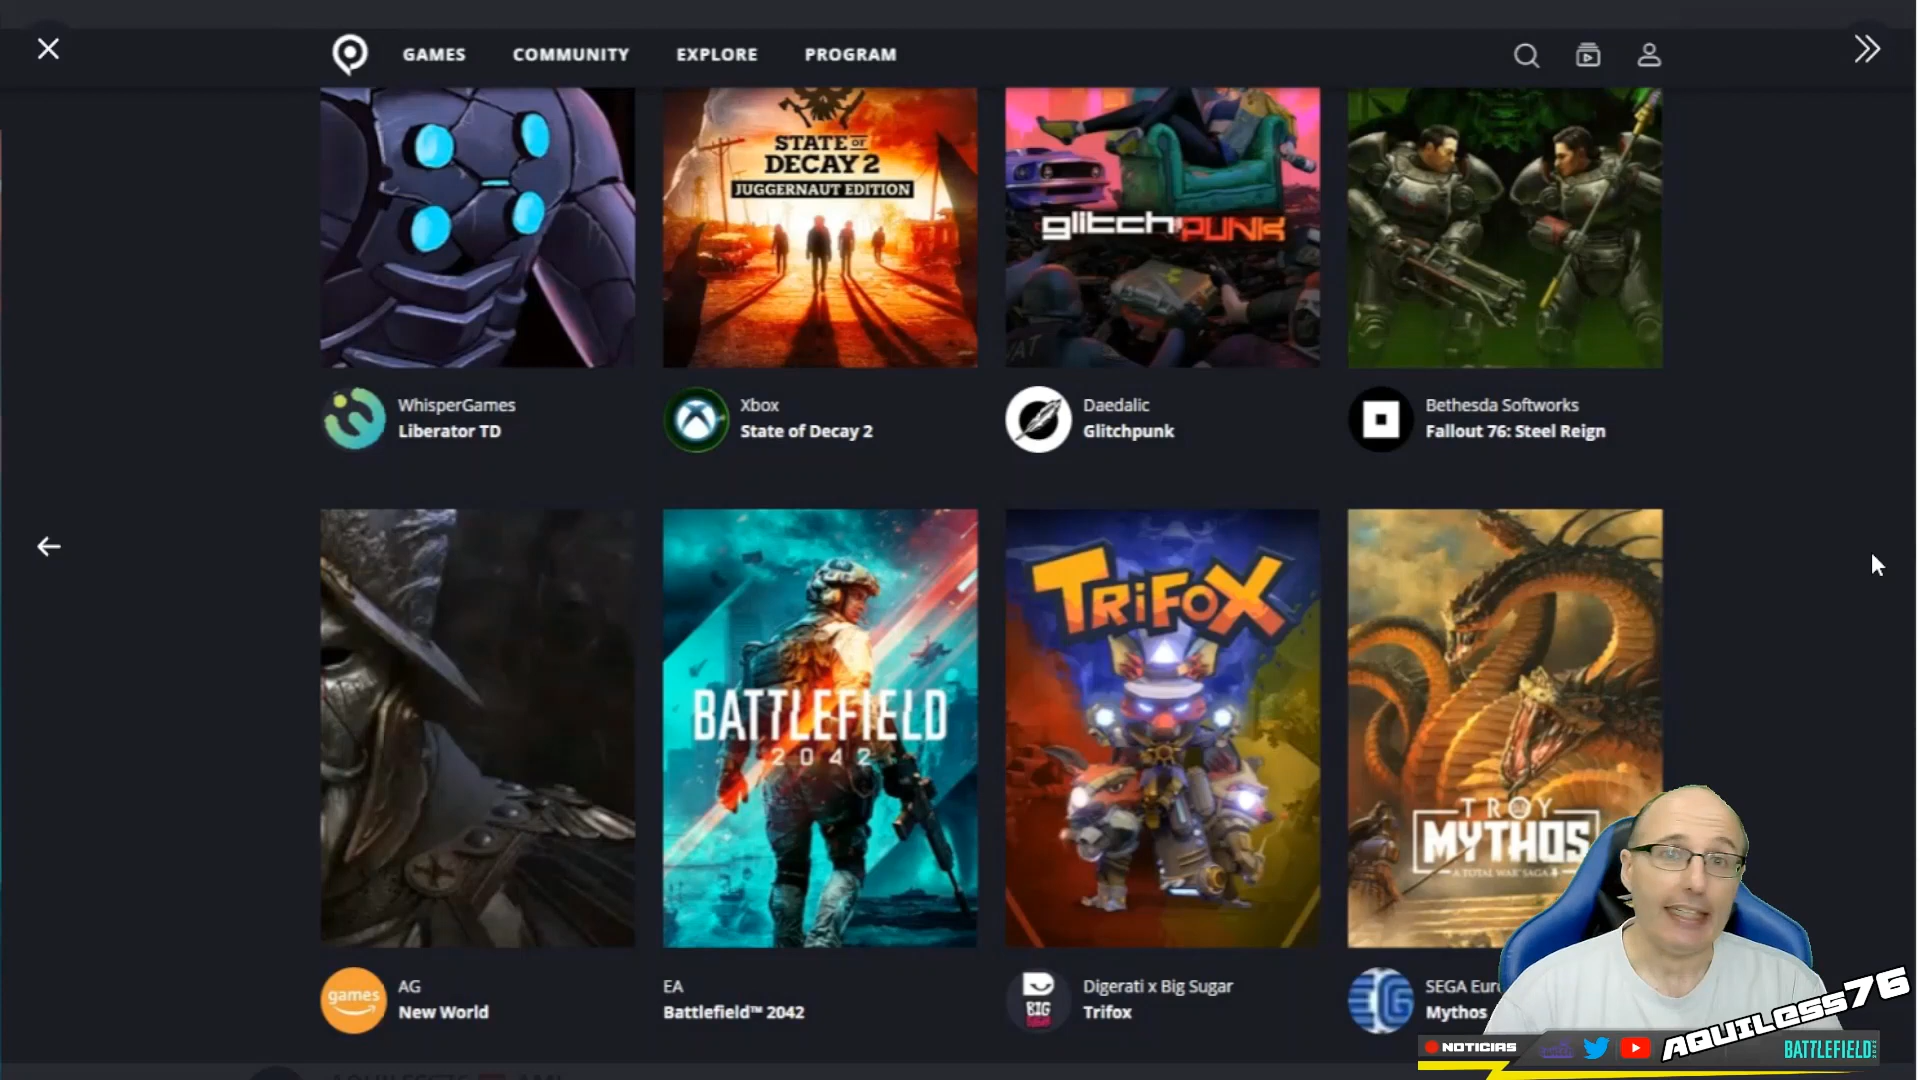 GAMES COMMUNITY EXPLORE PROGRAM
STATE OF
DECAY 2
JUGGERNAUT EDITION
glitchPUNK
WhisperGames
Liberator TD
Xbox
State of Decay 2
Daedalic
Glitchpunk
Bethesda Softworks
Fallout 76: Steel Reign
BATTLEFIELD
2042
TRIFOX
TROY
MYTHOS
A TOTAL WAR SAGA
games
AG
New World
EA
Battlefield™ 2042
BIG
Digerati x Big Sugar
Trifox
SEGA
Mythos
AQUILESS76
NOTICIAS
BATTLEFIELD